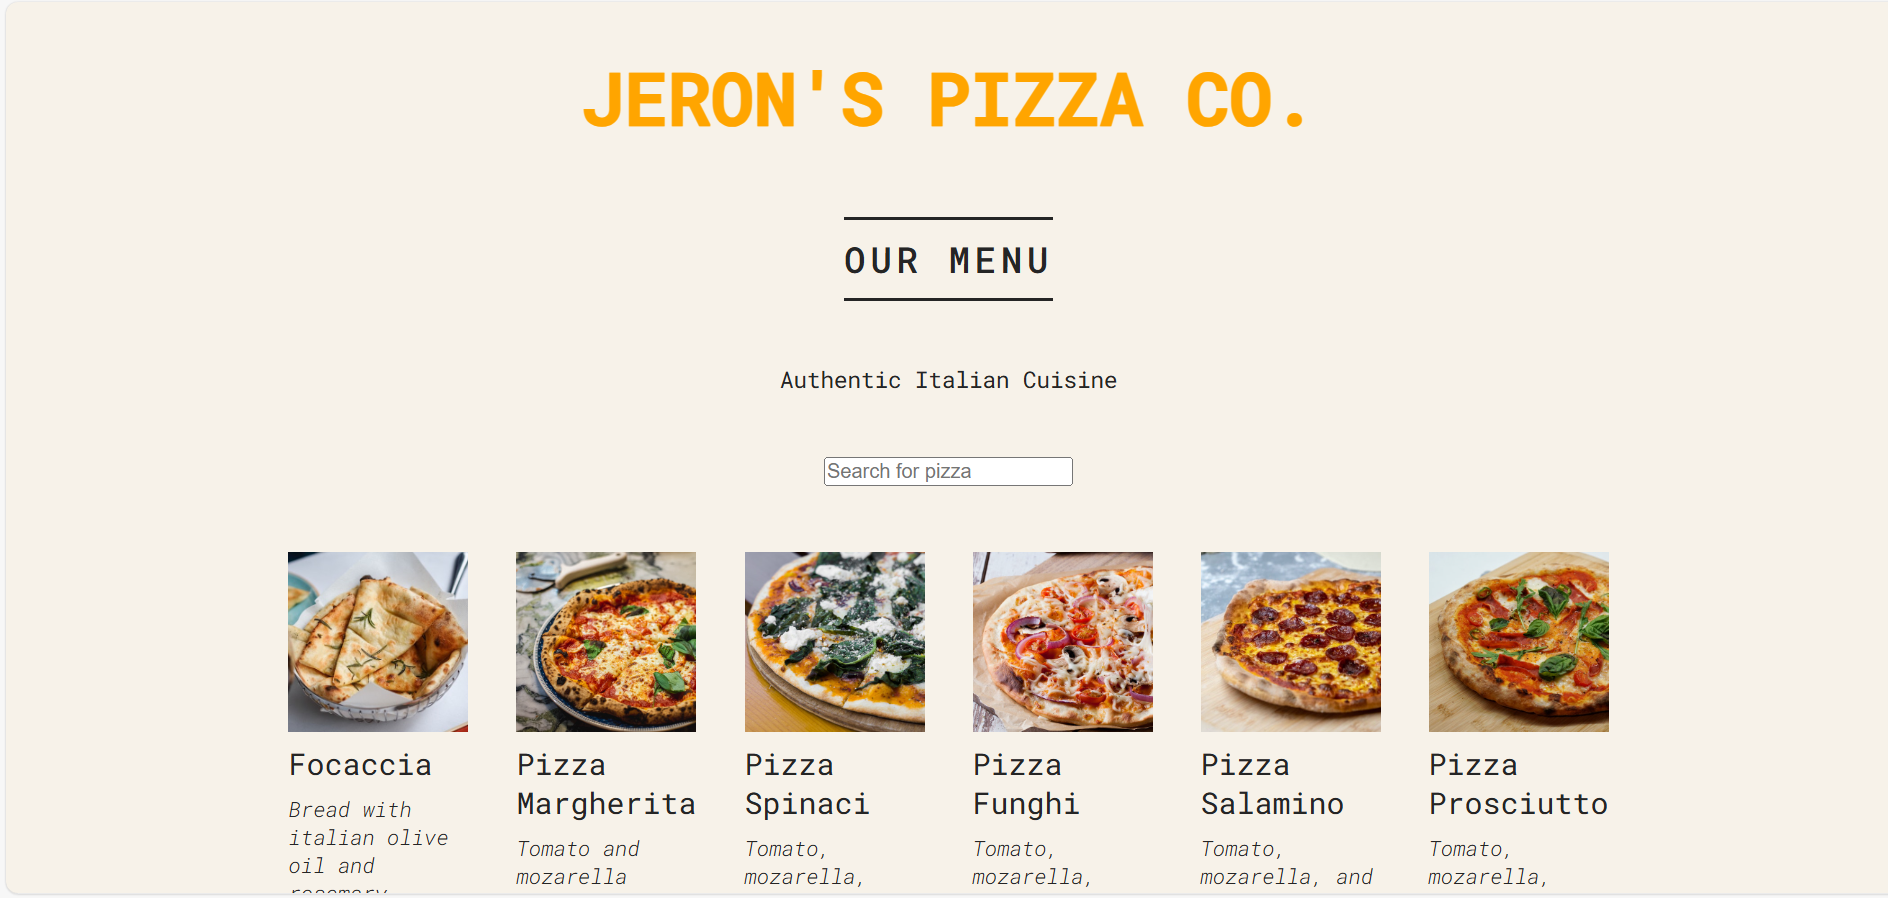 JERON'S PIZZA CO.
OUR MENU
Authentic Italian Cuisine
Search for pizza
Focaccia
Bread with
italian olive
oil and
rosemary
Pizza
Margherita
Tomato and
mozarella
Pizza
Spinaci
Tomato,
mozarella,
Pizza
Funghi
Tomato,
mozarella,
Pizza
Salamino
Tomato,
mozarella, and
Pizza
Prosciutto
Tomato,
mozarella,